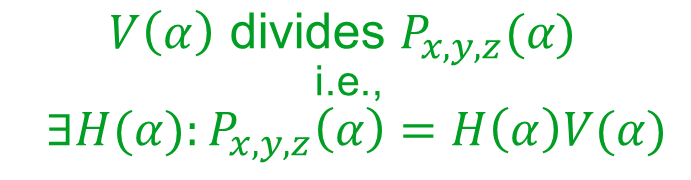 V(α) divides P_{x,y,z}(α)
i.e.,
∃H(α): P_{x,y,z}(α) = H(α)V(α)